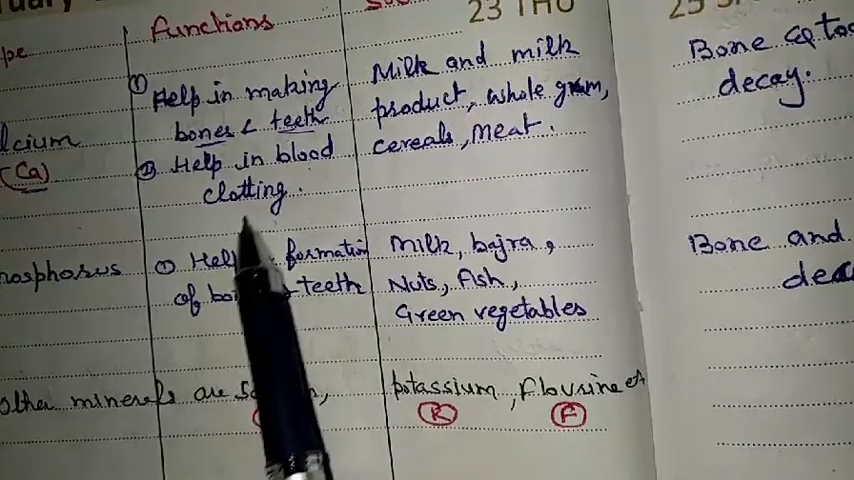 23 THU
Functions
① Help in making
bones & teeth
② Help in blood
clotting.
Milk and milk
product, whole gram,
cereals, Meat.
Bone &
decay.
lcium
(Ca)
hosphorus
① Help formation
of teeth
Milk, bajra,
Nuts, Fish,
Green vegetables
Bone and
other minerals are
potassium, Flourine
K F